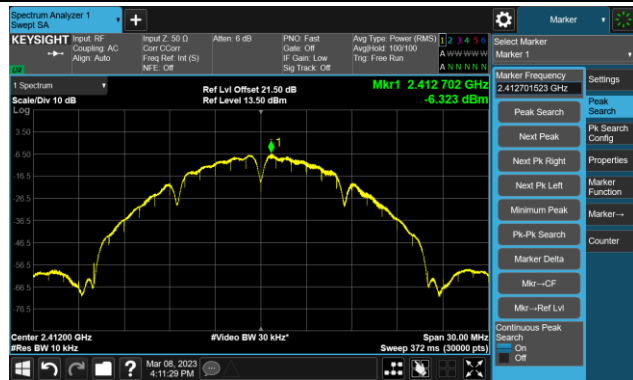 Spectrum Analyzer 1
Swept SA
Marker
KEYSIGHT
Input: RF
Coupling: AC
Align: Auto
Input Z: 50 Ω
Corr CCorr
Freq Ref: Int (S)
NFE: Off
Atten: 6 dB
PNO: Fast
Gate: Off
IF Gain: Low
Sig Track: Off
Avg Type: Power (RMS)
Avg|Hold: 100/100
Trig: Free Run
1 2 3 4 5 6
A W W W W W
A N N N N N
LM
Select Marker
Marker 1
1 Spectrum
Scale/Div 10 dB
Log
Ref Lvl Offset 21.50 dB
Ref Level 13.50 dBm
Mkr1 2.412 702 GHz
-6.323 dBm
1
3.50
-6.50
-16.5
-26.5
-36.5
-46.5
-56.5
-66.5
-76.5
Center 2.41200 GHz
#Res BW 10 kHz
#Video BW 30 kHz*
Span 30.00 MHz
Sweep 372 ms (30000 pts)
Marker Frequency
2.412701523 GHz
Peak Search
Next Peak
Next Pk Right
Next Pk Left
Minimum Peak
Pk-Pk Search
Marker Delta
Mkr→CF
Mkr→Ref Lvl
Continuous Peak
Search
On
Off
Settings
Peak
Search
Pk Search
Config
Properties
Marker
Function
Marker→
Counter
?
Mar 08, 2023
4:11:29 PM